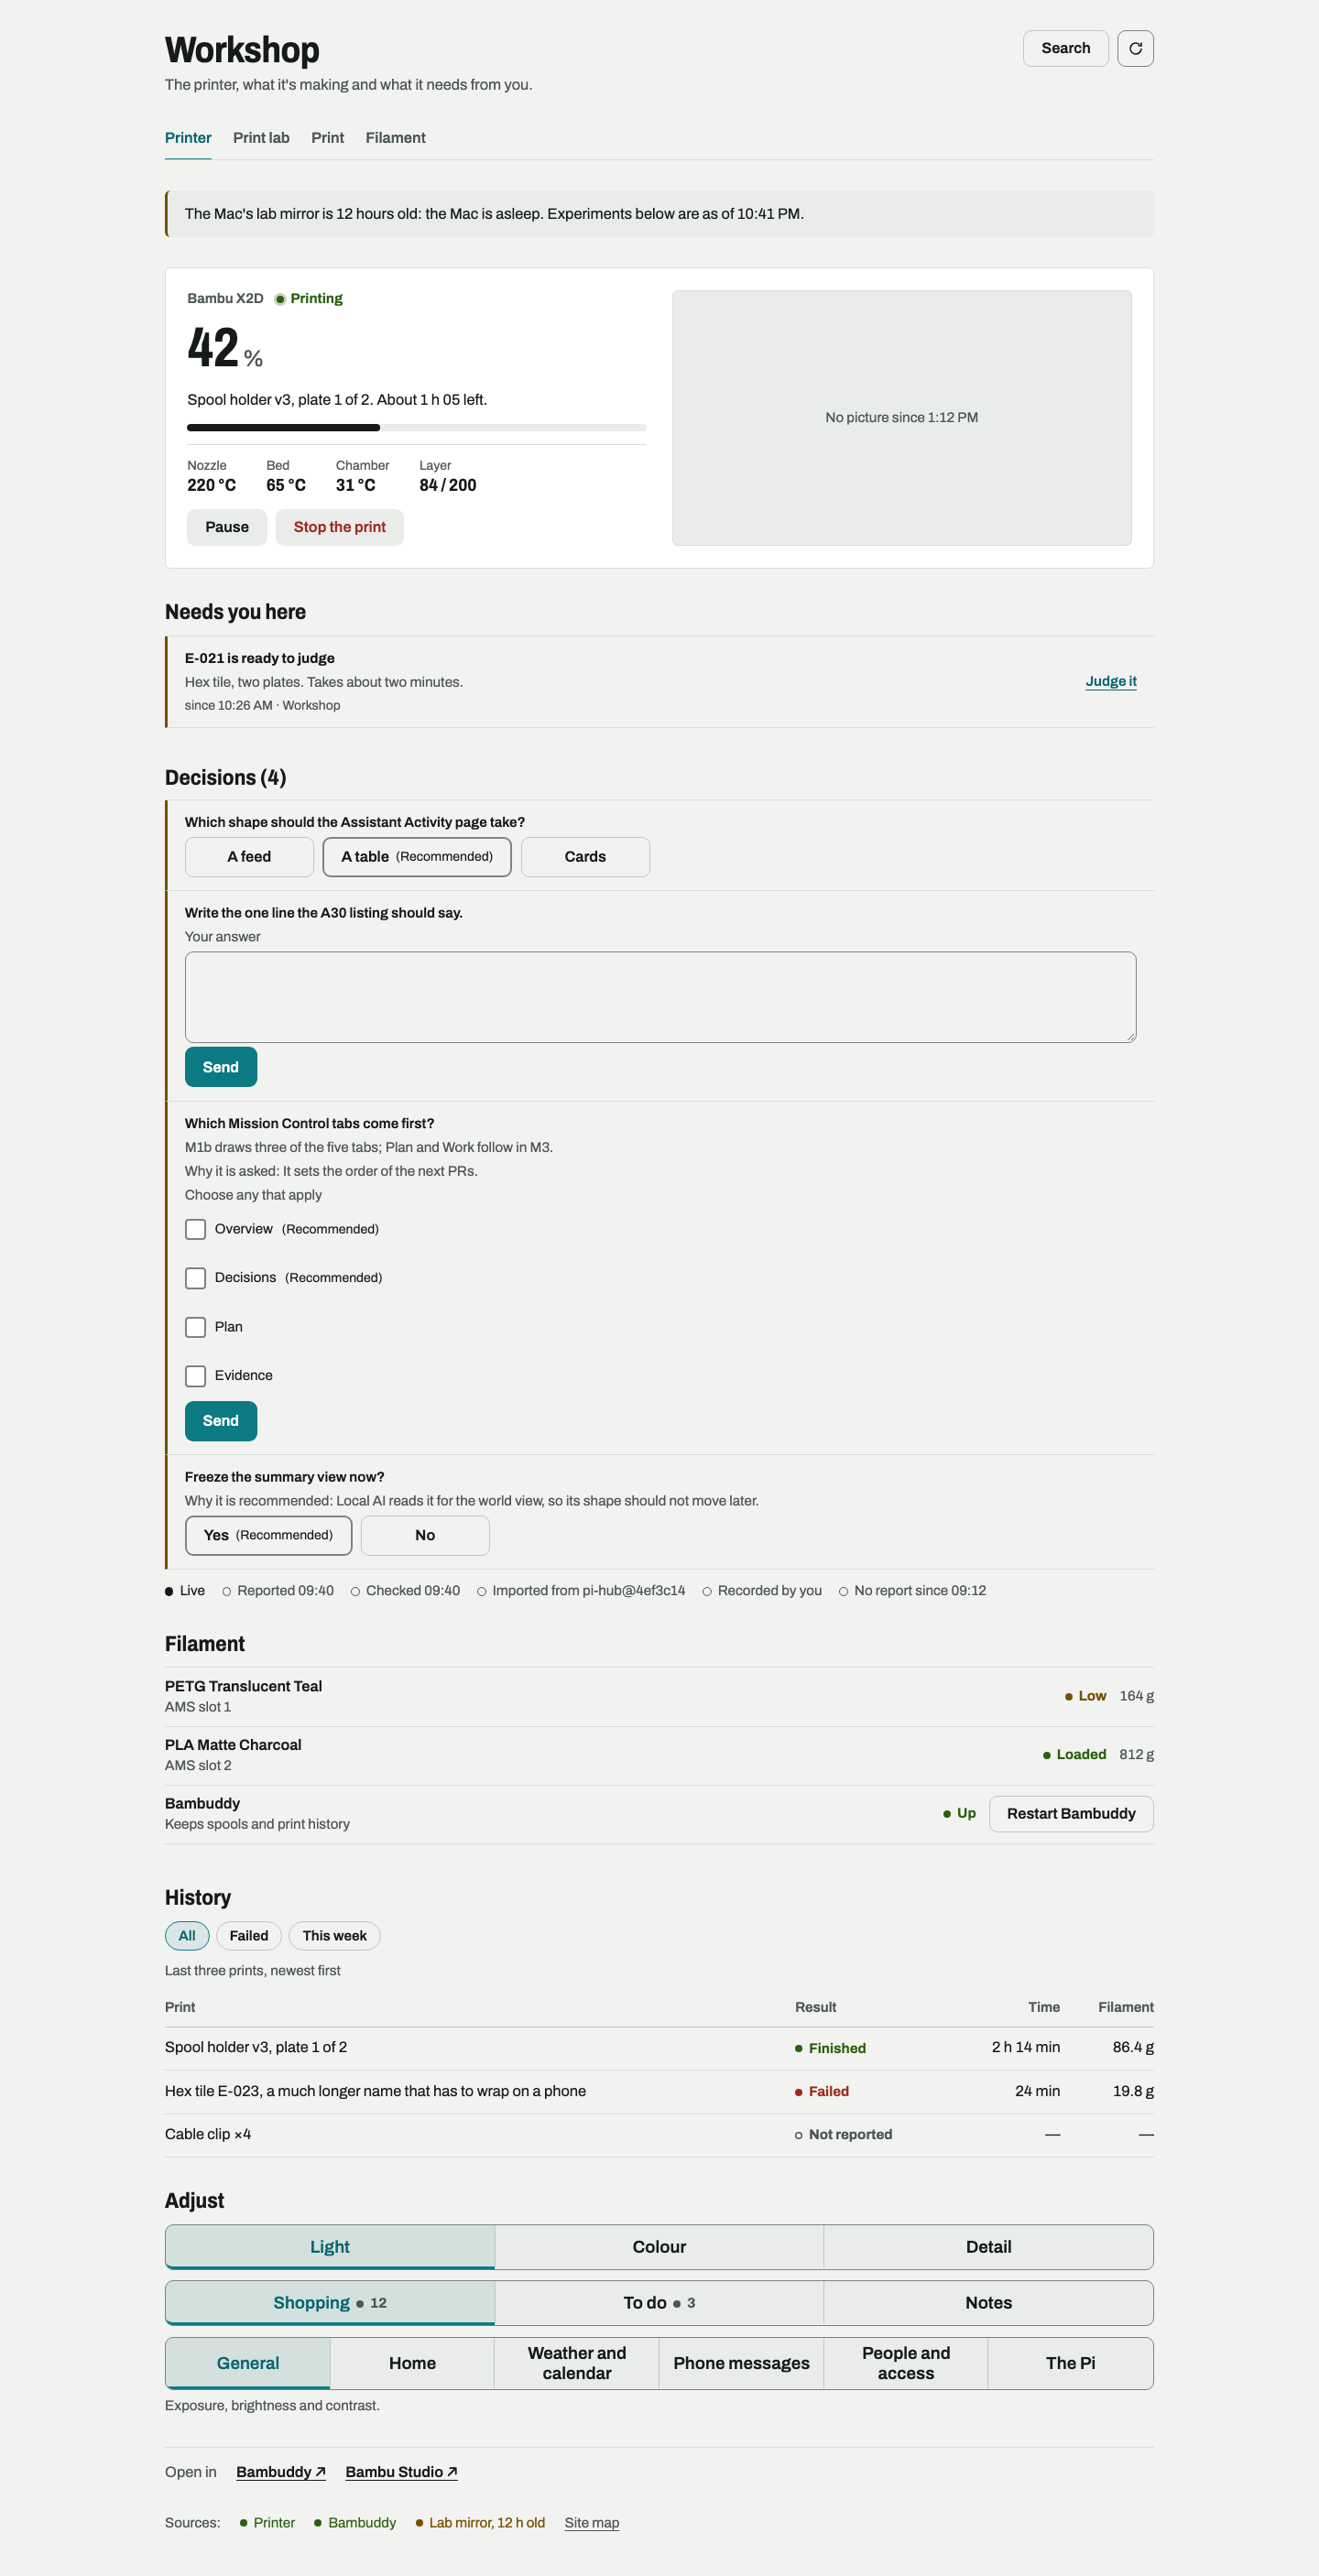 Workshop
Search
The printer, what it's making and what it needs from you.
Printer
Print lab
Print
Filament
The Mac's lab mirror is 12 hours old: the Mac is asleep. Experiments below are as of 10:41 PM.
Bambu X2D
Printing
42 %
Spool holder v3, plate 1 of 2. About 1 h 05 left.
Nozzle
Bed
Chamber
Layer
220 °C
65 °C
31 °C
84 / 200
Pause
Stop the print
No picture since 1:12 PM
Needs you here
E-021 is ready to judge
Hex tile, two plates. Takes about two minutes.
since 10:26 AM · Workshop
Judge it
Decisions (4)
Which shape should the Assistant Activity page take?
A feed
A table (Recommended)
Cards
Write the one line the A30 listing should say.
Your answer
Send
Which Mission Control tabs come first?
M1b draws three of the five tabs; Plan and Work follow in M3.
Why it is asked: It sets the order of the next PRs.
Choose any that apply
Overview (Recommended)
Decisions (Recommended)
Plan
Evidence
Send
Freeze the summary view now?
Why it is recommended: Local AI reads it for the world view, so its shape should not move later.
Yes (Recommended)
No
Live
Reported 09:40
Checked 09:40
Imported from pi-hub@4ef3c14
Recorded by you
No report since 09:12
Filament
PETG Translucent Teal
AMS slot 1
Low
164 g
PLA Matte Charcoal
AMS slot 2
Loaded
812 g
Bambuddy
Keeps spools and print history
Up
Restart Bambuddy
History
All
Failed
This week
Last three prints, newest first
Print
Result
Time
Filament
Spool holder v3, plate 1 of 2
Finished
2 h 14 min
86.4 g
Hex tile E-023, a much longer name that has to wrap on a phone
Failed
24 min
19.8 g
Cable clip ×4
Not reported
—
—
Adjust
Light
Colour
Detail
Shopping 12
To do 3
Notes
General
Home
Weather and
calendar
Phone messages
People and
access
The Pi
Exposure, brightness and contrast.
Open in
Bambuddy ↗
Bambu Studio ↗
Sources:
Printer
Bambuddy
Lab mirror, 12 h old
Site map